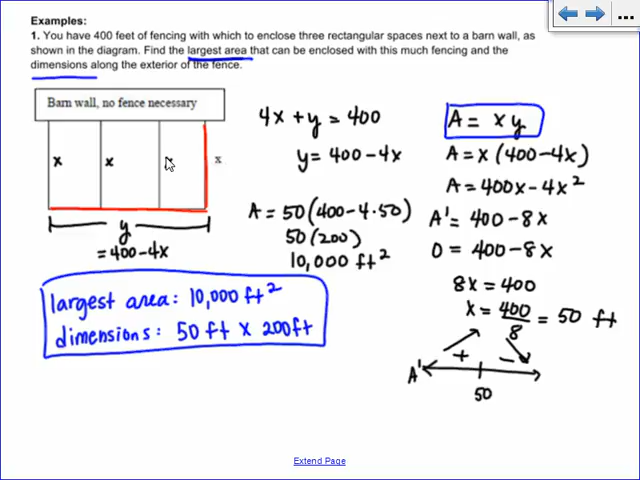 Examples:
1. You have 400 feet of fencing with which to enclose three rectangular spaces next to a barn wall, as
shown in the diagram. Find the largest area that can be enclosed with this much fencing and the
dimensions along the exterior of the fence.
Barn wall, no fence necessary
x x x x
y
= 400 - 4x
4x + y = 400
y = 400 - 4x
A = 50 (400 - 4·50)
50 (200)
10,000 ft²
A = xy
A = x (400 - 4x)
A = 400x - 4x²
A' = 400 - 8x
0 = 400 - 8x
8x = 400
x = 400/8 = 50 ft
+ -
A'
50
largest area: 10,000 ft²
dimensions: 50 ft x 200 ft
Extend Page